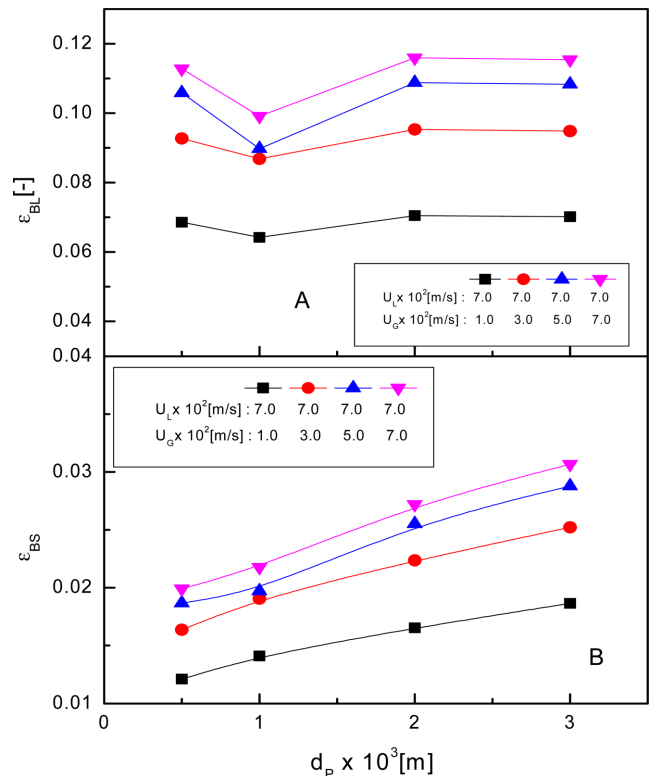 0.12
0.10
0.08
0.06
0.04
0.04
ε_BL[-]
A
U_L x 10²[m/s] : 7.0 7.0 7.0 7.0
U_G x 10²[m/s] : 1.0 3.0 5.0 7.0
U_L x 10²[m/s] : 7.0 7.0 7.0 7.0
U_G x 10²[m/s] : 1.0 3.0 5.0 7.0
0.03
0.02
0.01
ε_BS
B
0 1 2 3
d_P x 10³[m]